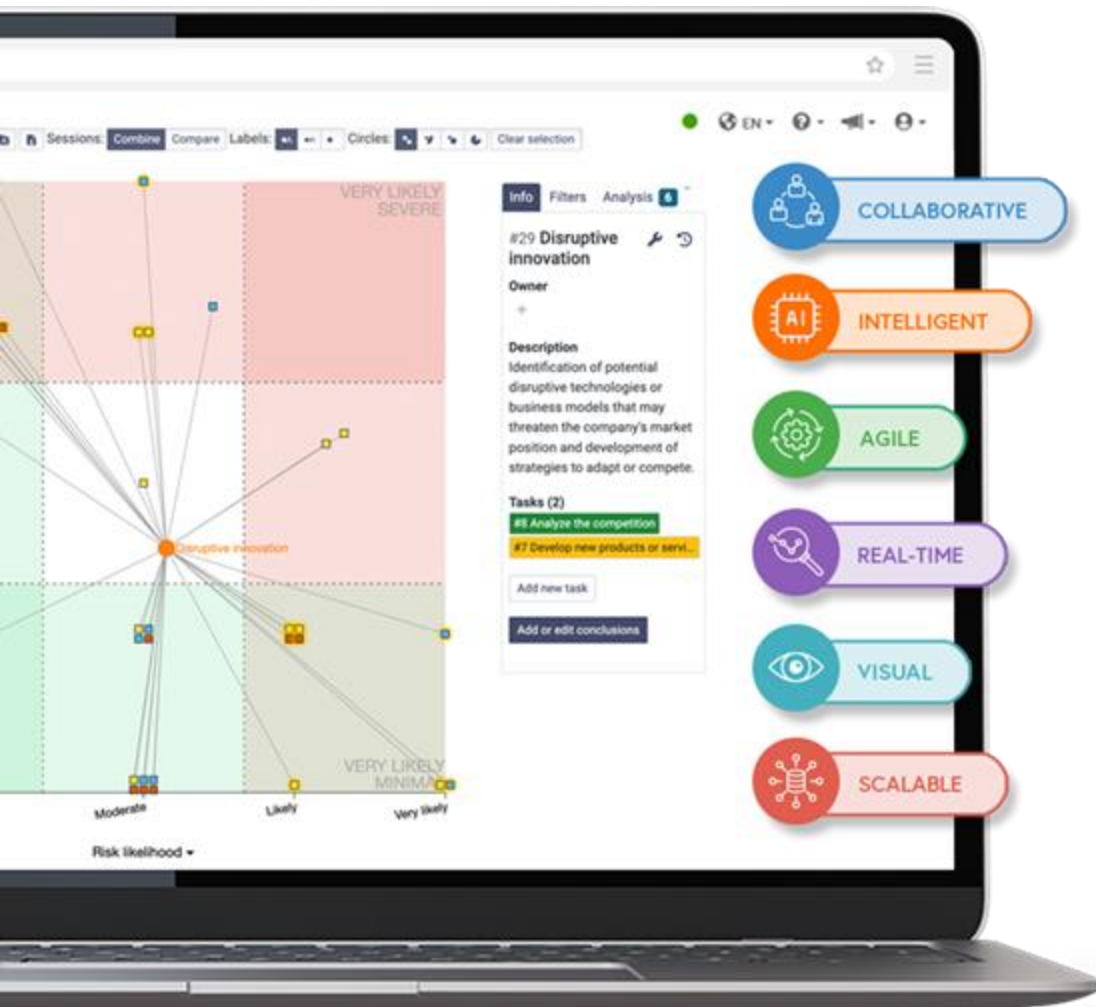 EN
Sessions: Combine Compare Labels: Circles: Clear selection
VERY LIKELY
SEVERE
Info Filters Analysis 6
#29 Disruptive
innovation
Owner
+
Description
Identification of potential
disruptive technologies or
business models that may
threaten the company's market
position and development of
strategies to adapt or compete.
Tasks (2)
#8 Analyze the competition
#7 Develop new products or servi...
Add new task
Add or edit conclusions
Disruptive innovation
VERY LIKELY
MINIMAL
Moderate
Likely
Very likely
Risk likelihood
COLLABORATIVE
AI
INTELLIGENT
AGILE
REAL-TIME
VISUAL
SCALABLE